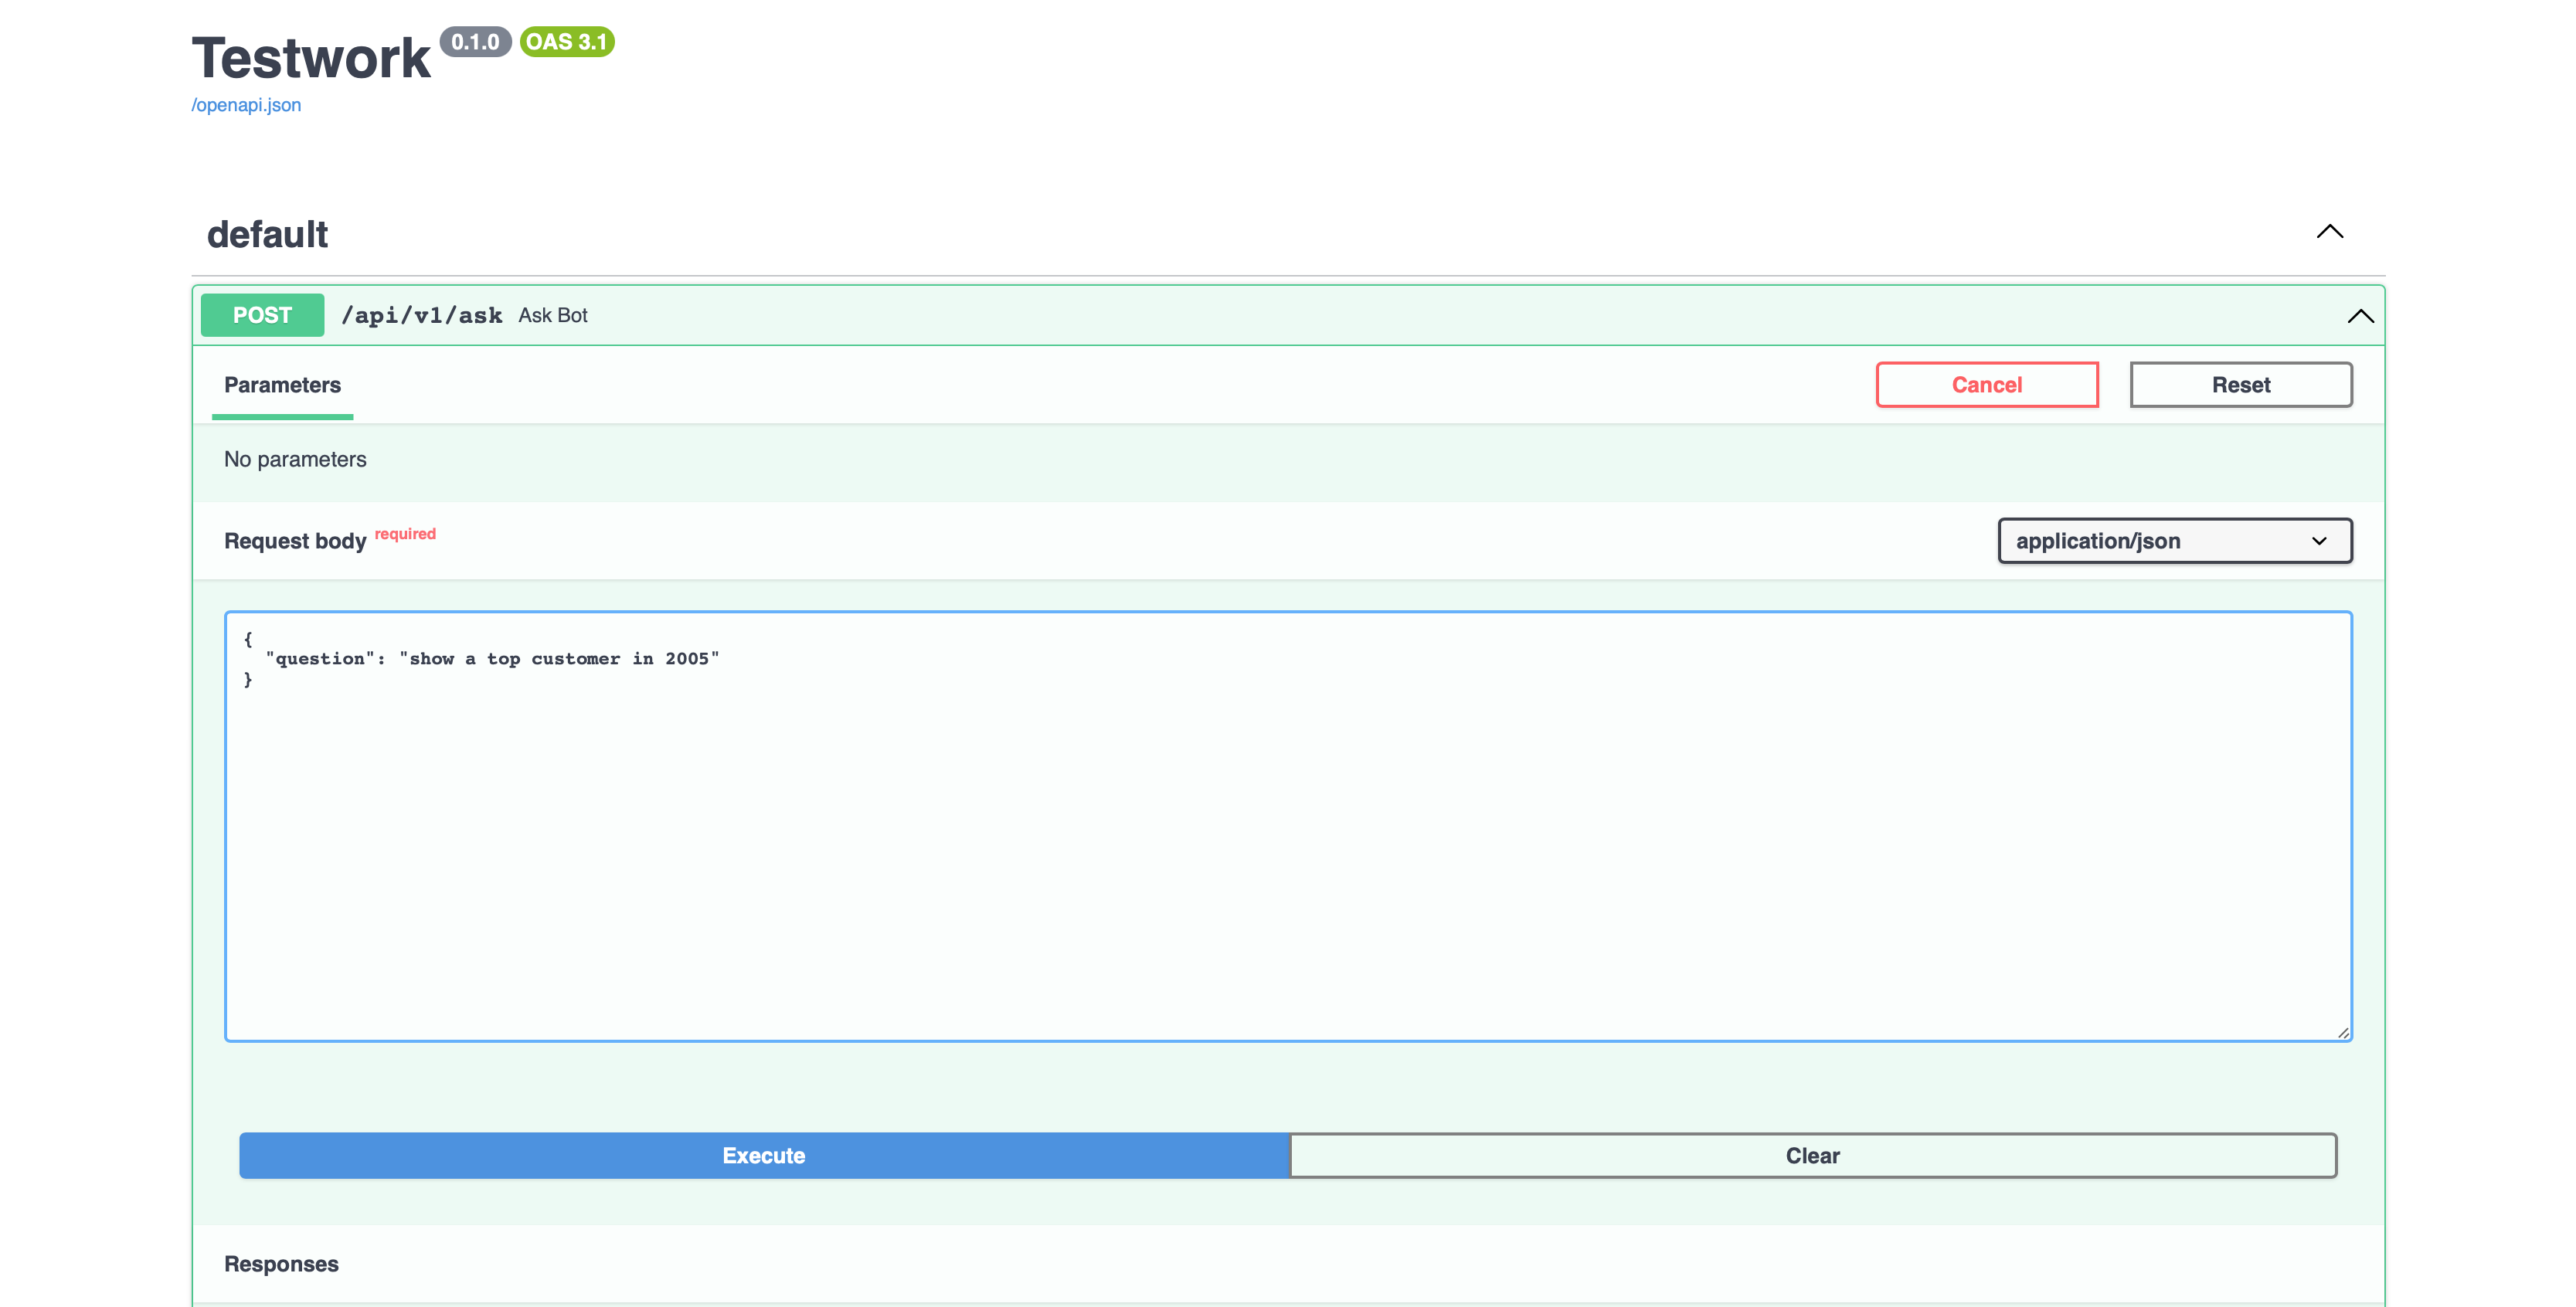 Testwork 0.1.0 OAS 3.1
/openapi.json
default
POST /api/v1/ask Ask Bot
Parameters
Cancel
Reset
No parameters
Request body required
application/json
{
  "question": "show a top customer in 2005"
}
Execute
Clear
Responses